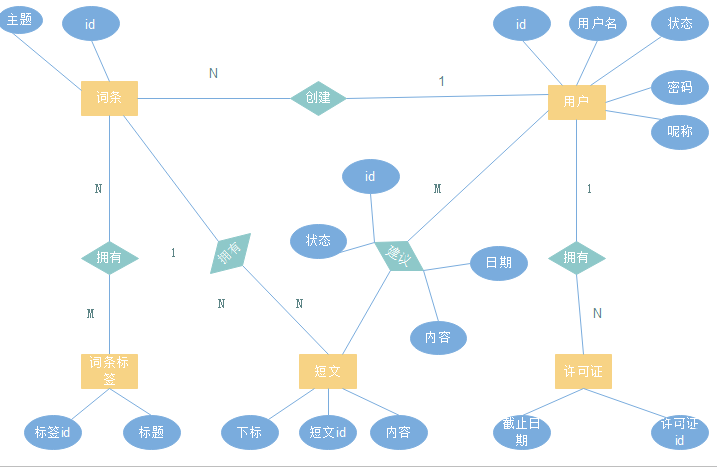 主题
id
id
用户名
状态
词条
N
创建
1
用户
密码
呢称
id
N
M
1
状态
建议
日期
拥有
1
拥有
拥有
M
N
N
N
内容
词条标
签
短文
许可证
标签id
标题
下标
短文id
内容
截止日
期
许可证
id